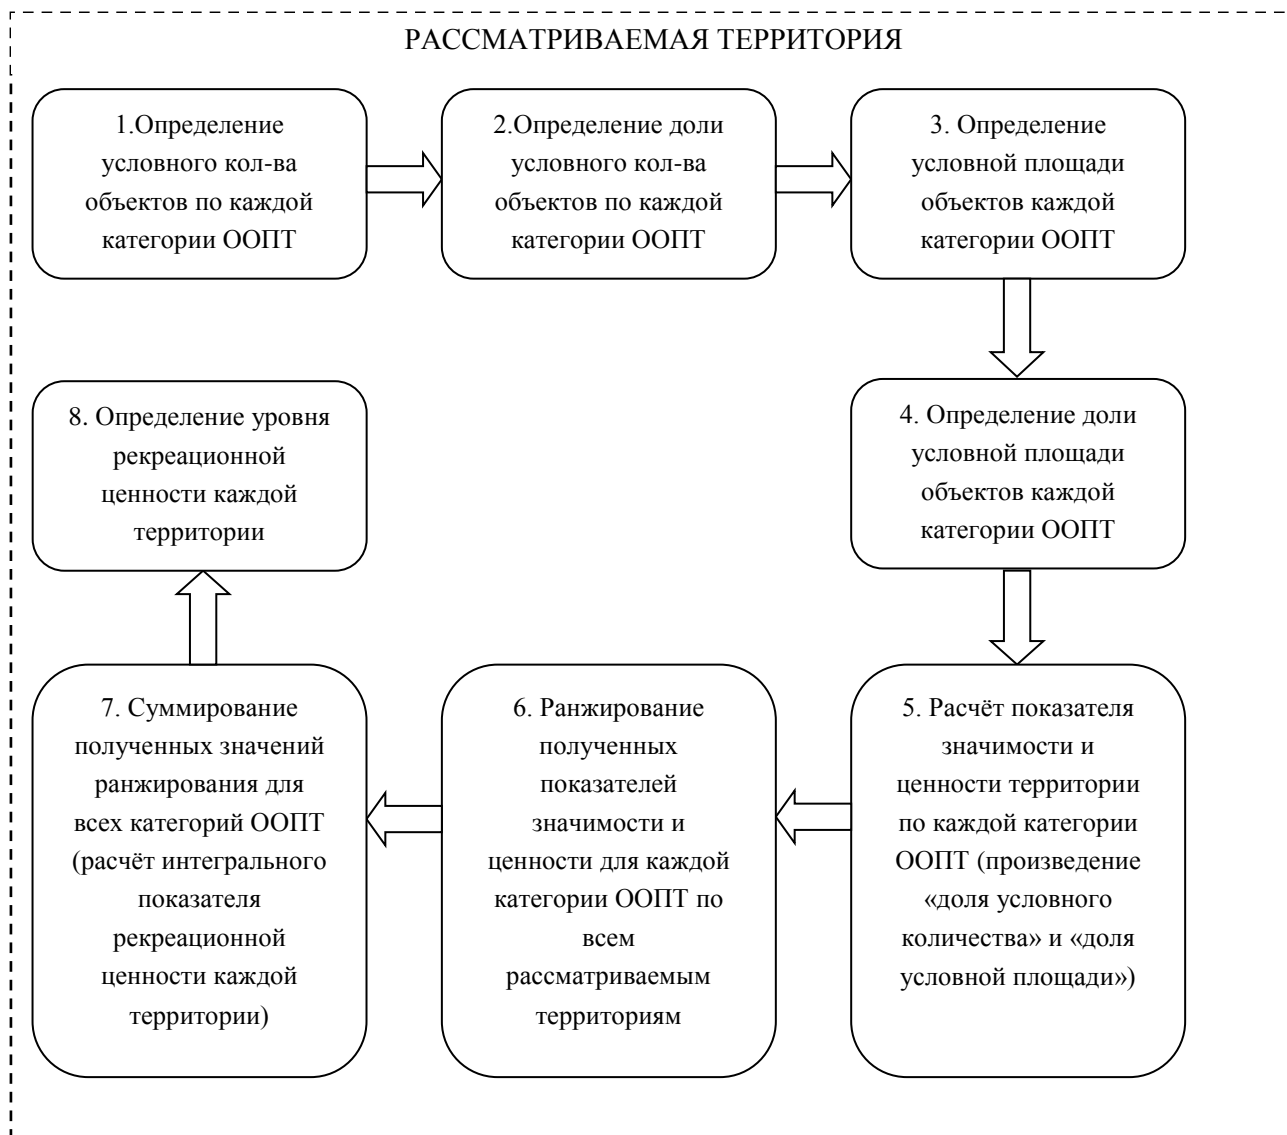 РАССМАТРИВАЕМАЯ ТЕРРИТОРИЯ
1.Определение
условного кол-ва
объектов по каждой
категории ООПТ
2.Определение доли
условного кол-ва
объектов по каждой
категории ООПТ
3. Определение
условной площади
объектов каждой
категории ООПТ
4. Определение доли
условной площади
объектов каждой
категории ООПТ
5. Расчёт показателя
значимости и
ценности территории
по каждой категории
ООПТ (произведение
«доля условного
количества» и «доля
условной площади»)
6. Ранжирование
полученных
показателей
значимости и
ценности для каждой
категории ООПТ по
всем
рассматриваемым
территориям
7. Суммирование
полученных значений
ранжирования для
всех категорий ООПТ
(расчёт интегрального
показателя
рекреационной
ценности каждой
территории)
8. Определение уровня
рекреационной
ценности каждой
территории